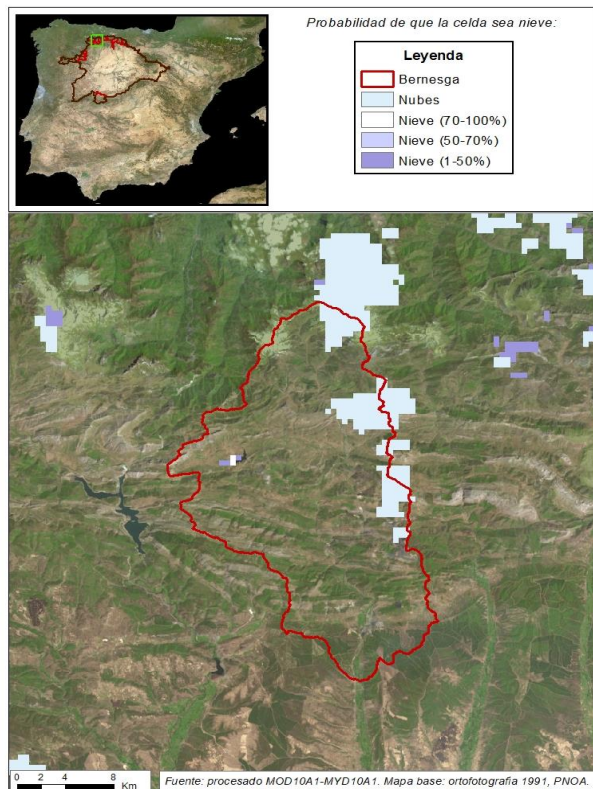 Probabilidad de que la celda sea nieve:
Leyenda
Bernesga
Nubes
Nieve (70-100%)
Nieve (50-70%)
Nieve (1-50%)
0 2 4 8
Km
Fuente: procesado MOD10A1-MYD10A1. Mapa base: ortofotografia 1991, PNOA.